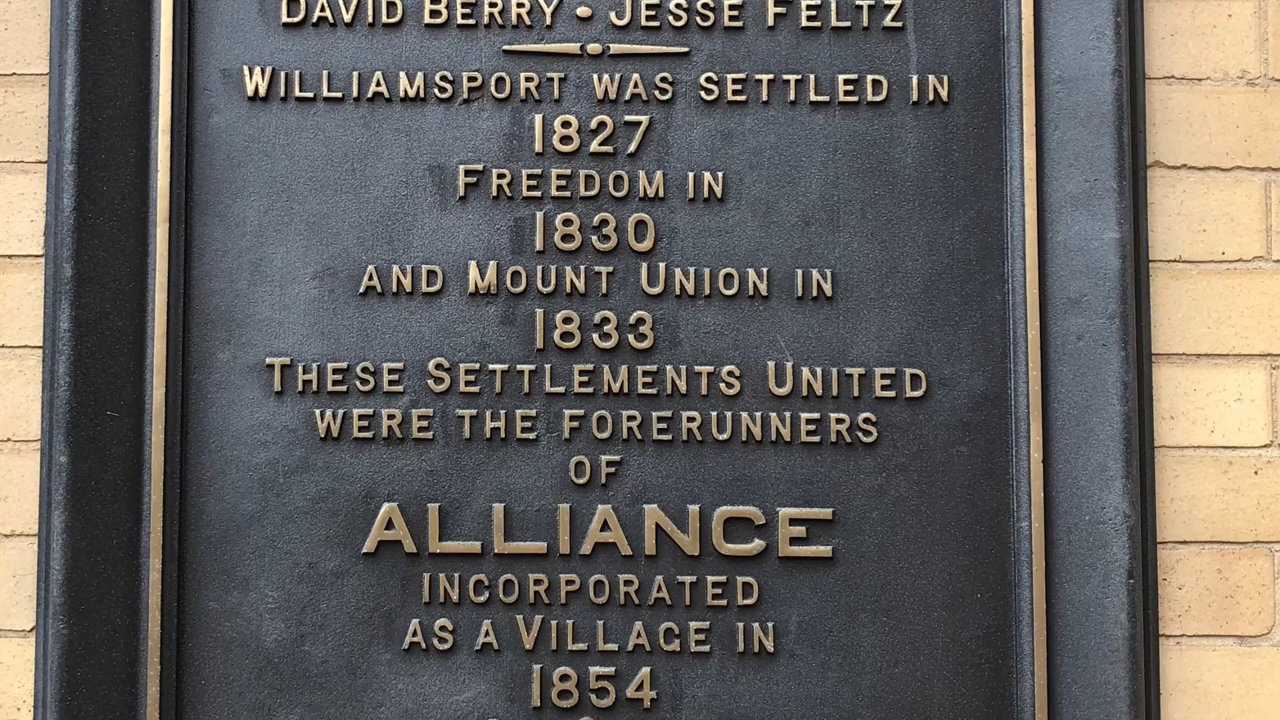 DAVID BERRY • JESSE FELTZ
WILLIAMSPORT WAS SETTLED IN
1827
FREEDOM IN
1830
AND MOUNT UNION IN
1833
THESE SETTLEMENTS UNITED
WERE THE FORERUNNERS
OF
ALLIANCE
INCORPORATED
AS A VILLAGE IN
1854